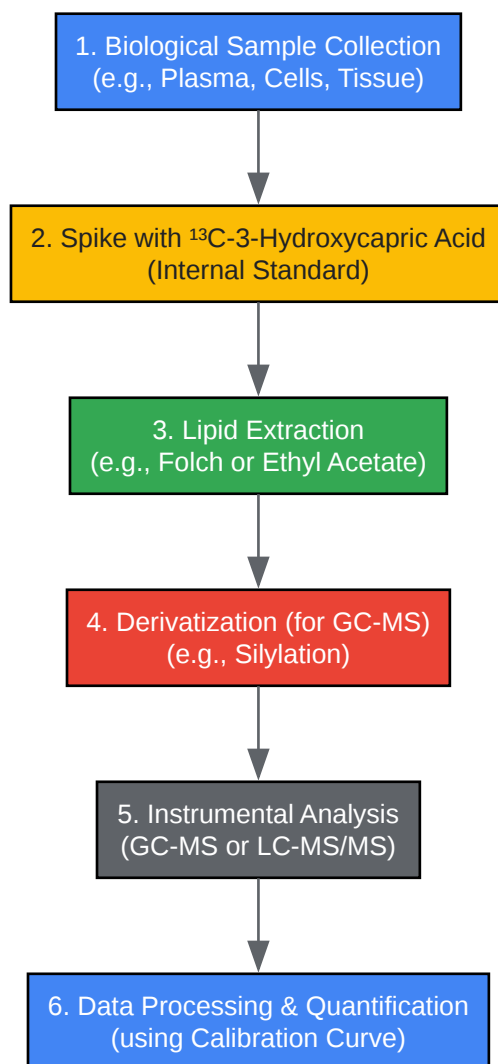 1. Biological Sample Collection
(e.g., Plasma, Cells, Tissue)
2. Spike with ¹³C-3-Hydroxycapric Acid
(Internal Standard)
3. Lipid Extraction
(e.g., Folch or Ethyl Acetate)
4. Derivatization (for GC-MS)
(e.g., Silylation)
5. Instrumental Analysis
(GC-MS or LC-MS/MS)
6. Data Processing & Quantification
(using Calibration Curve)